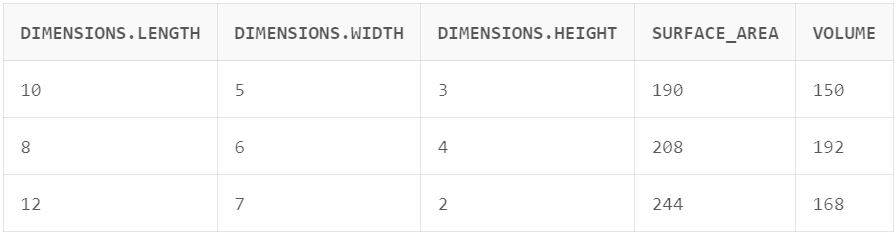 DIMENSIONS.LENGTH DIMENSIONS.WIDTH DIMENSIONS.HEIGHT SURFACE_AREA VOLUME
10 5 3 190 150
8 6 4 208 192
12 7 2 244 168